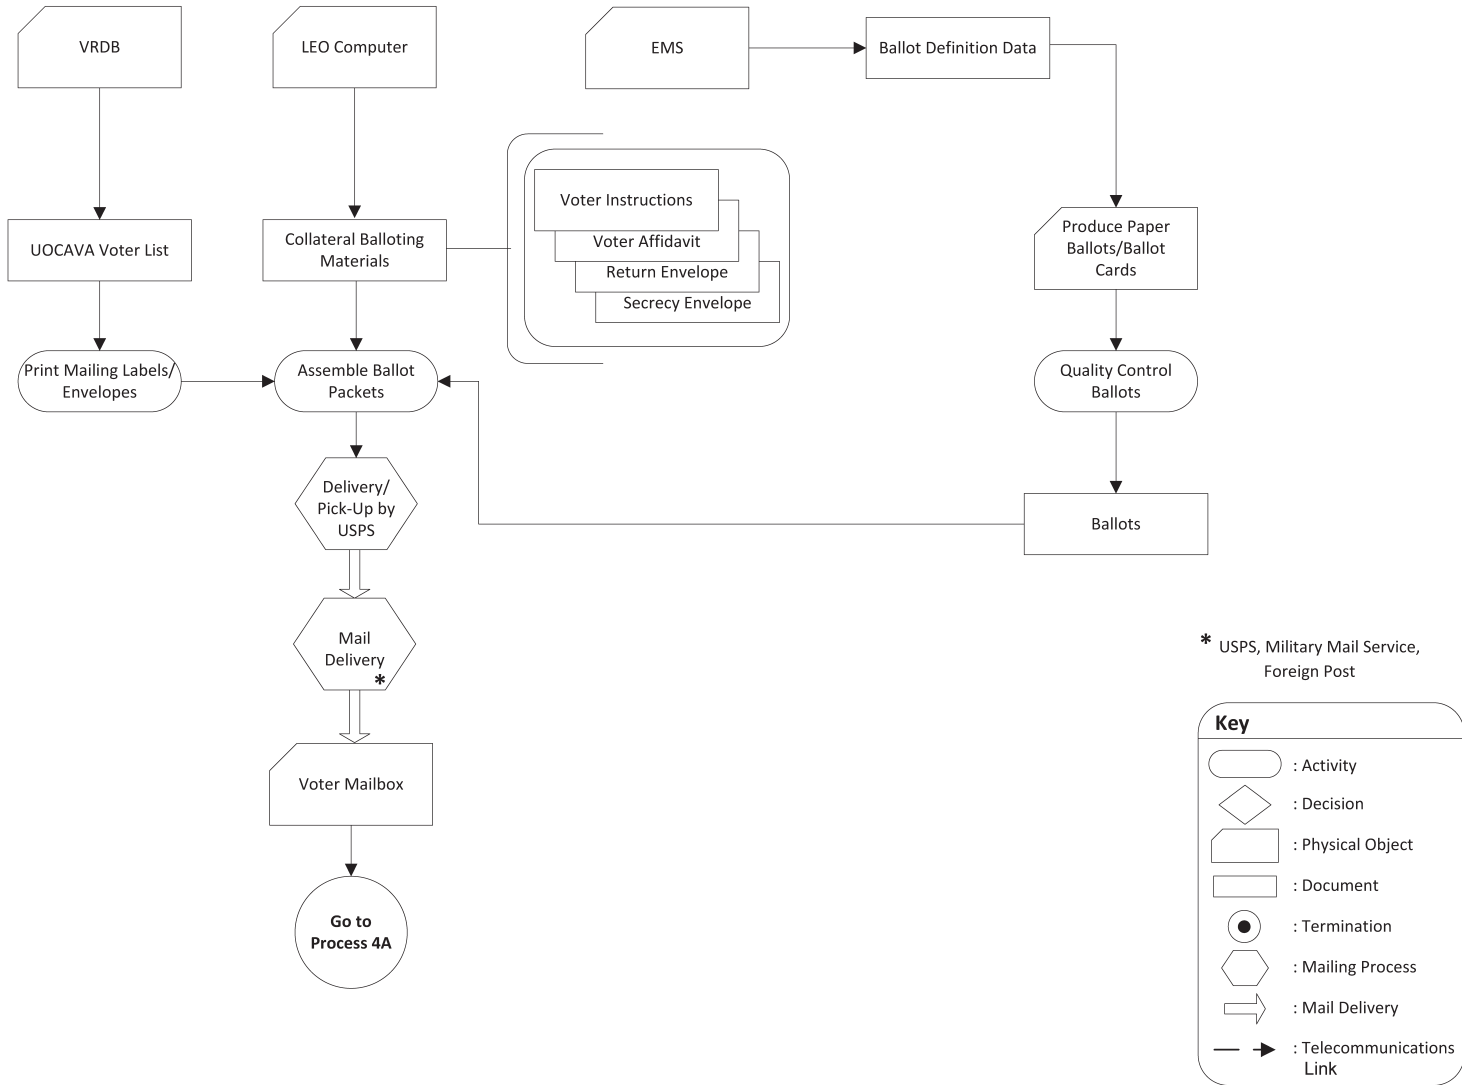 VRDB
LEO Computer
EMS
Ballot Definition Data
Voter Instructions
Voter Affidavit
Return Envelope
Secrecy Envelope
UOCAVA Voter List
Collateral Balloting
Materials
Produce Paper
Ballots/Ballot
Cards
Print Mailing Labels/
Envelopes
Assemble Ballot
Packets
Quality Control
Ballots
Delivery/
Pick-Up by
USPS
Ballots
Mail
Delivery
*
* USPS, Military Mail Service,
Foreign Post
Voter Mailbox
Go to
Process 4A
Key
: Activity
: Decision
: Physical Object
: Document
: Termination
: Mailing Process
: Mail Delivery
: Telecommunications
Link